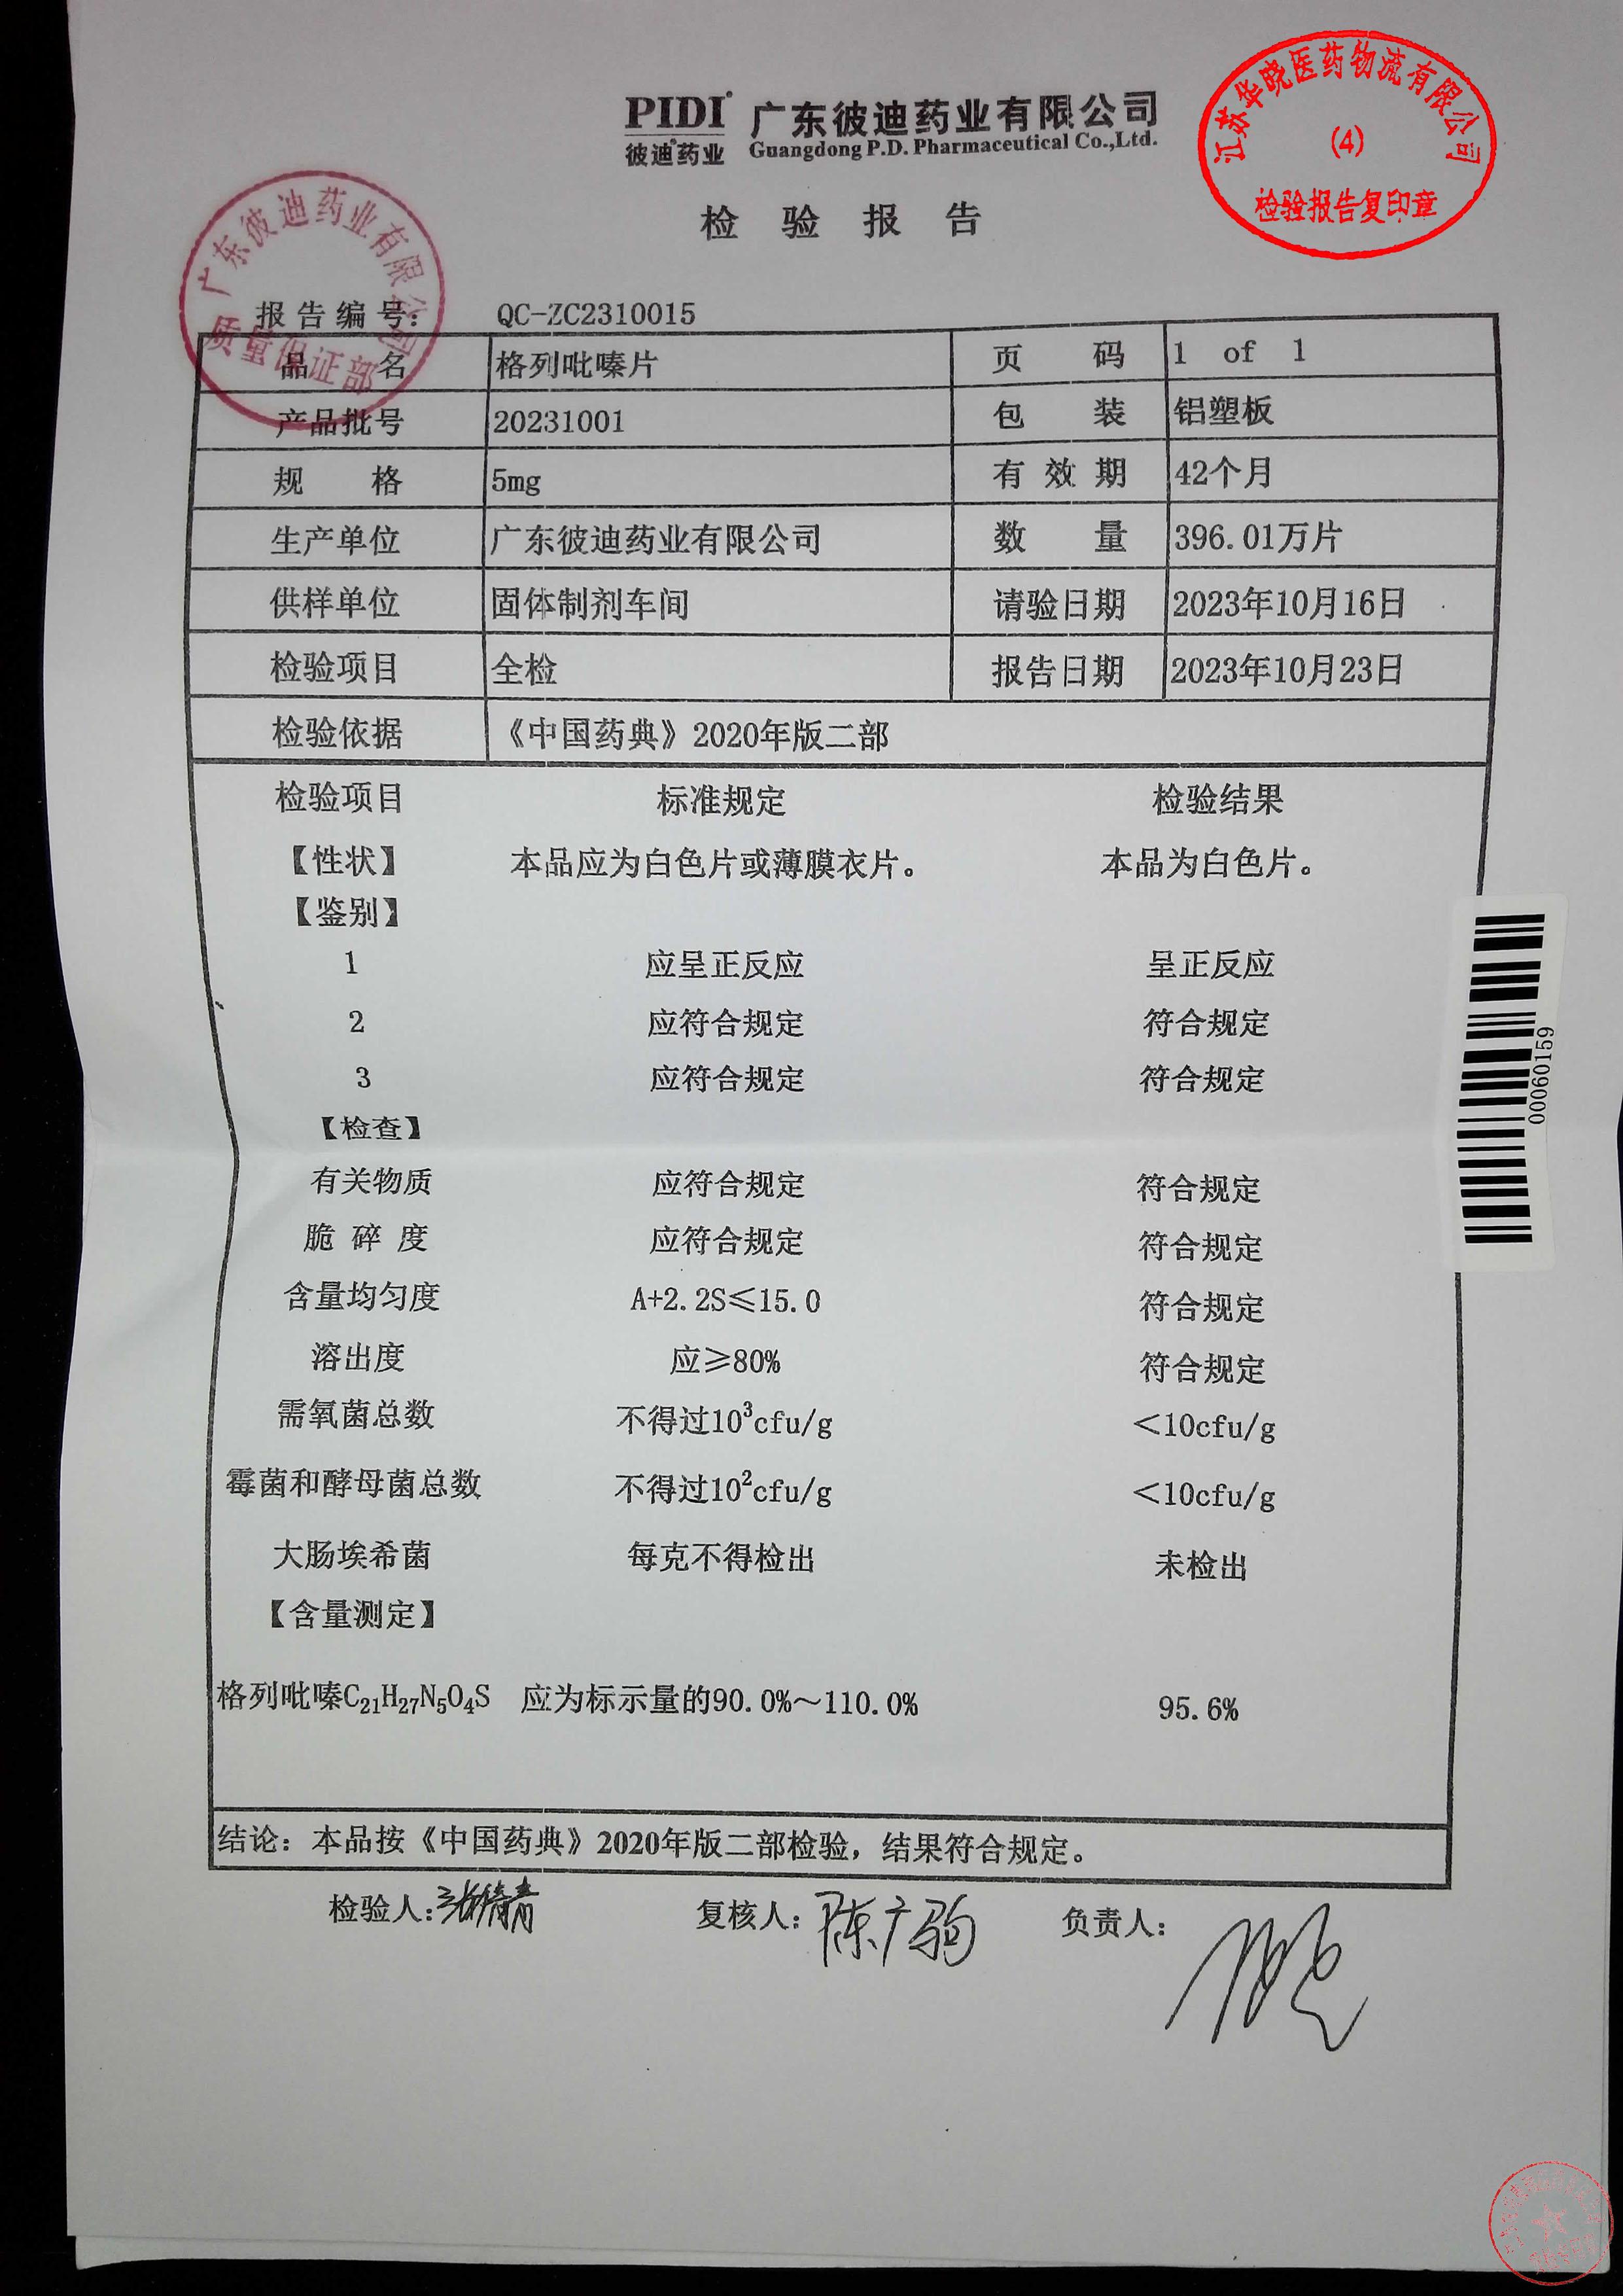 PIDI 广东彼迪药业有限公司
彼迪药业 Guangdong P.D. Pharmaceutical Co.,Ltd.
江苏华晓医药物流有限公司
(4)
检验报告复印章
检 验 报 告
广东彼迪药业有限公司
质量保证部
报告编号: QC-ZC2310015
品 名 格列吡嗪片 页 码 1 of 1
产品批号 20231001 包 装 铝塑板
规 格 5mg 有 效 期 42个月
生产单位 广东彼迪药业有限公司 数 量 396.01万片
供样单位 固体制剂车间 请验日期 2023年10月16日
检验项目 全检 报告日期 2023年10月23日
检验依据 《中国药典》2020年版二部
检验项目 标准规定 检验结果
【性状】 本品应为白色片或薄膜衣片。 本品为白色片。
【鉴别】
1 应呈正反应 呈正反应
2 应符合规定 符合规定
3 应符合规定 符合规定
【检查】
有关物质 应符合规定 符合规定
脆 碎 度 应符合规定 符合规定
含量均匀度 A+2.2S≤15.0 符合规定
溶出度 应≥80% 符合规定
需氧菌总数 不得过10³cfu/g <10cfu/g
霉菌和酵母菌总数 不得过10²cfu/g <10cfu/g
大肠埃希菌 每克不得检出 未检出
【含量测定】
格列吡嗪C₂₁H₂₇N₅O₄S 应为标示量的90.0%~110.0% 95.6%
结论: 本品按《中国药典》2020年版二部检验, 结果符合规定。
检验人: 复核人: 陈广驹 负责人:
00060159